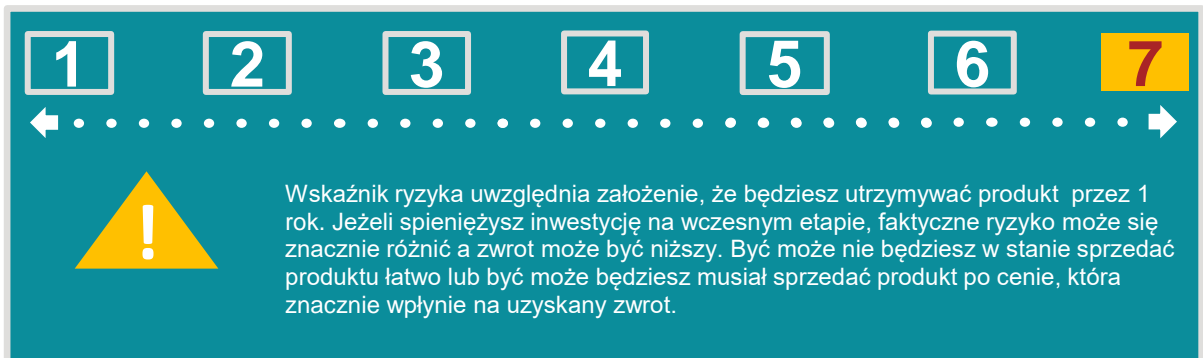 1 2 3 4 5 6 7
!
Wskaźnik ryzyka uwzględnia założenie, że będziesz utrzymywać produkt przez 1
rok. Jeżeli spieniężysz inwestycję na wczesnym etapie, faktyczne ryzyko może się
znacznie różnić a zwrot może być niższy. Być może nie będziesz w stanie sprzedać
produktu łatwo lub być może będziesz musiał sprzedać produkt po cenie, która
znacznie wpłynie na uzyskany zwrot.